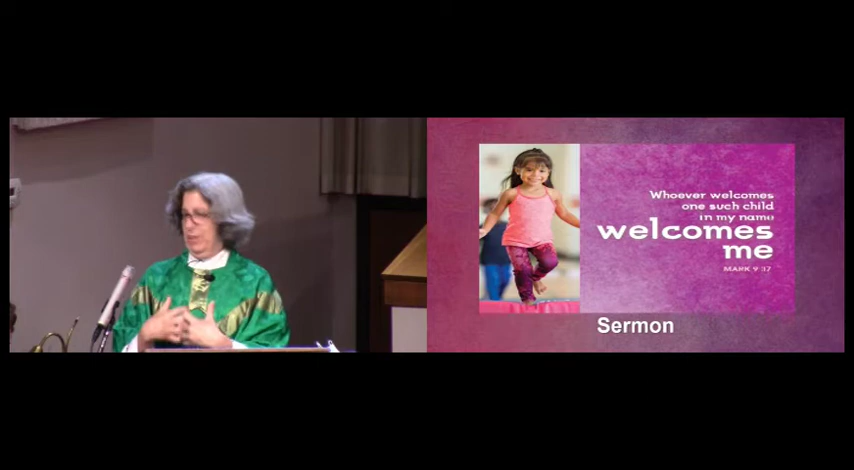 Whoever welcomes
one such child
in my name
welcomes
me
MARK 9:37
Sermon